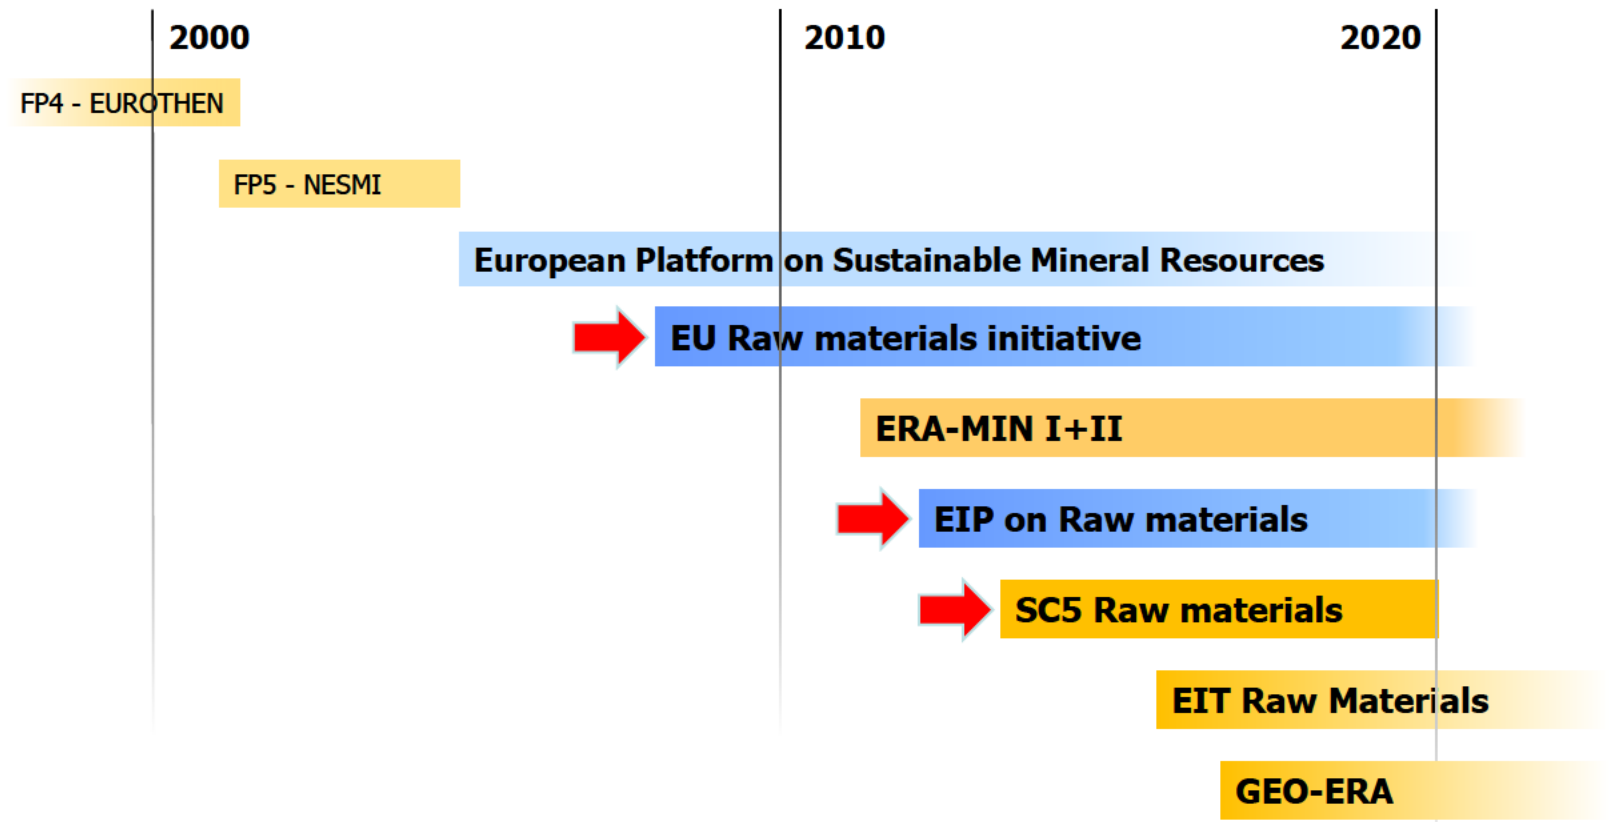 2000
2010
2020
FP4 - EUROTHEN
FP5 - NESMI
European Platform on Sustainable Mineral Resources
EU Raw materials initiative
ERA-MIN I+II
EIP on Raw materials
SC5 Raw materials
EIT Raw Materials
GEO-ERA